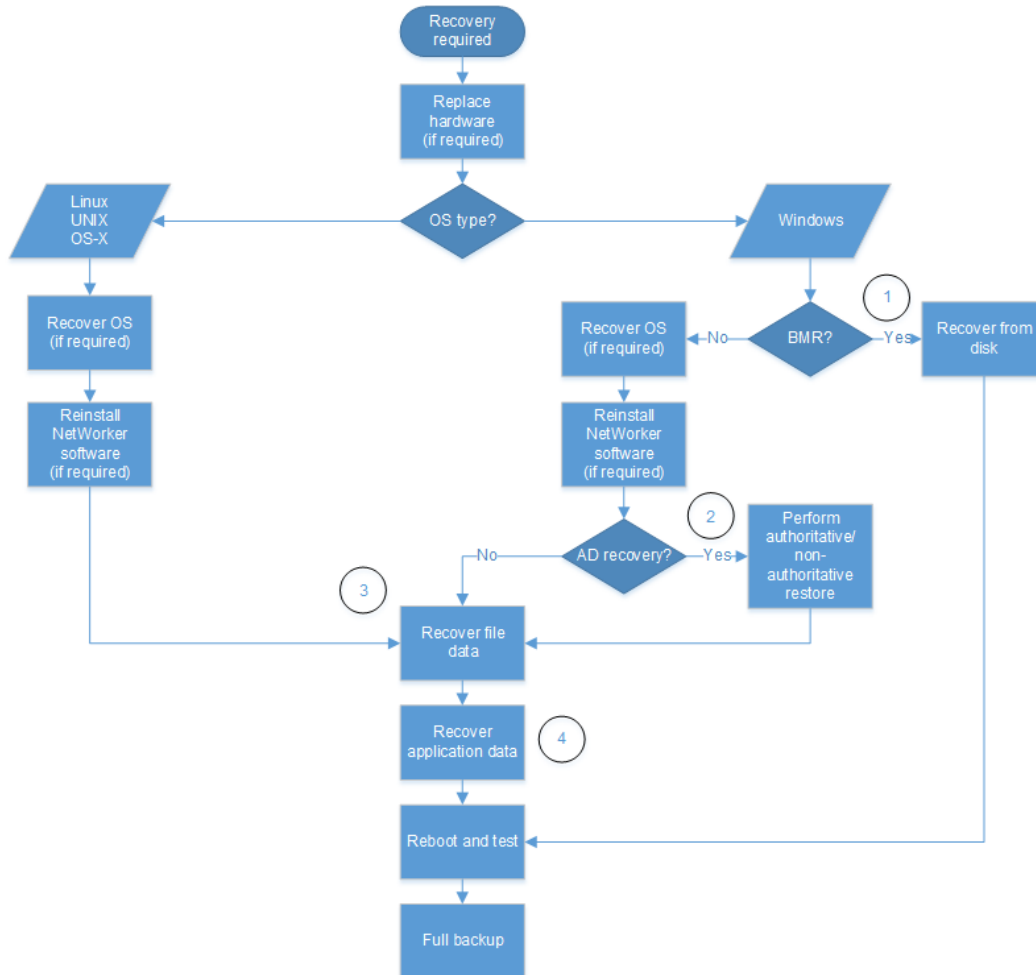 Recovery
required
Replace
hardware
(if required)
OS type?
Linux
UNIX
OS-X
Windows
1
Recover OS
(if required)
Recover OS
(if required)
No
BMR?
Yes
Recover from
disk
Reinstall
NetWorker
software
(if required)
Reinstall
NetWorker
software
(if required)
2
Perform
authoritative/
non-
authoritative
restore
No
AD recovery?
Yes
3
Recover file
data
Recover
application data
4
Reboot and test
Full backup